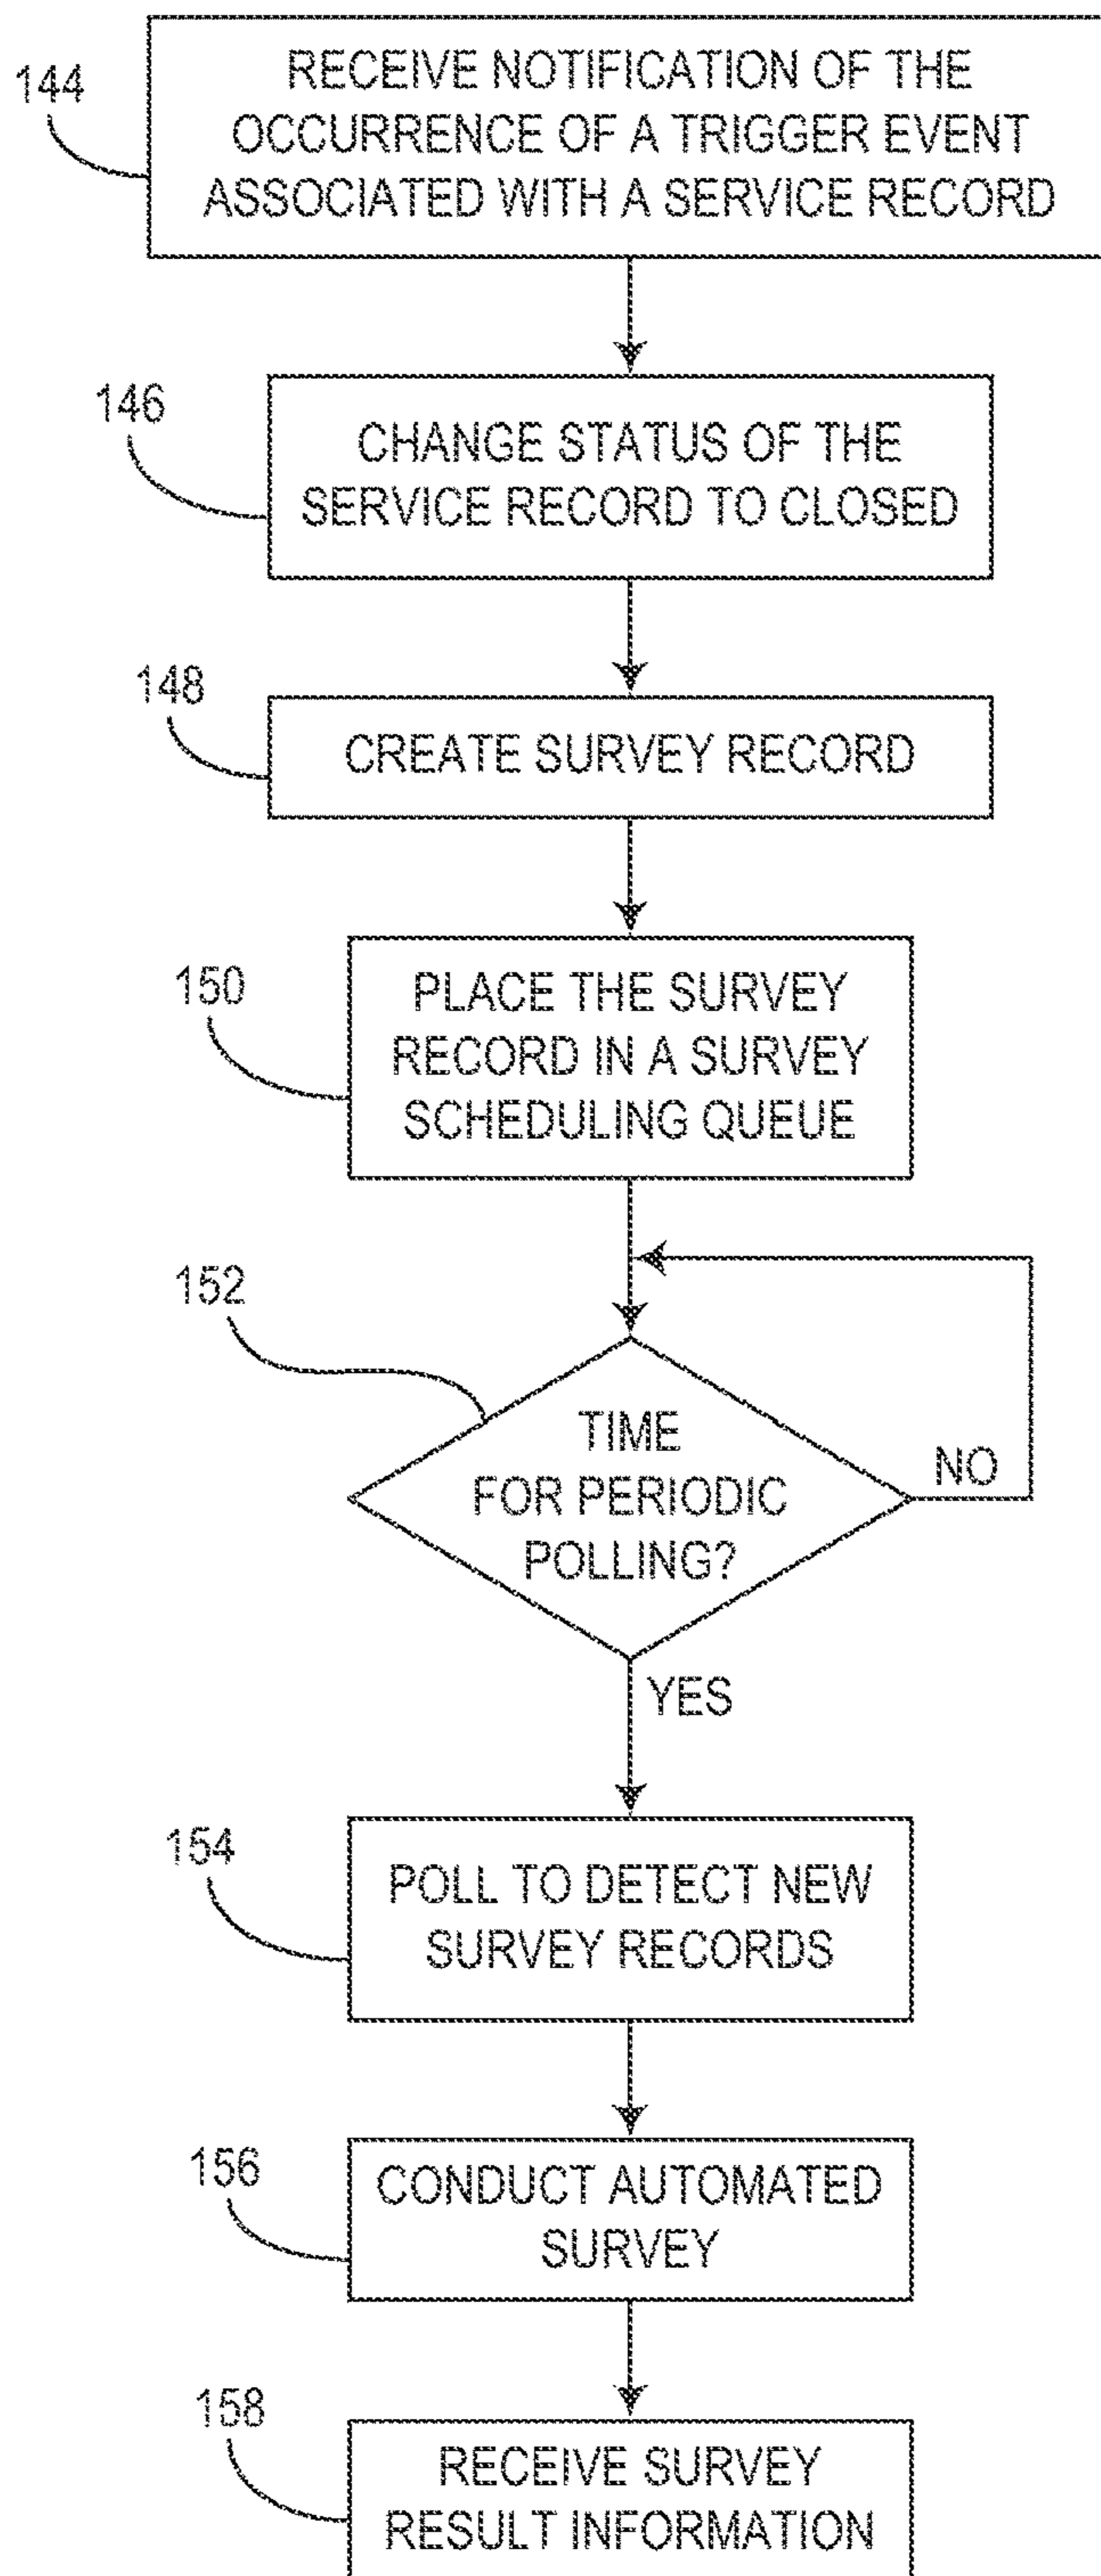 144
RECEIVE NOTIFICATION OF THE
OCCURRENCE OF A TRIGGER EVENT
ASSOCIATED WITH A SERVICE RECORD
146
CHANGE STATUS OF THE
SERVICE RECORD TO CLOSED
148
CREATE SURVEY RECORD
150
PLACE THE SURVEY
RECORD IN A SURVEY
SCHEDULING QUEUE
152
TIME
FOR PERIODIC
POLLING?
NO
YES
154
POLL TO DETECT NEW
SURVEY RECORDS
156
CONDUCT AUTOMATED
SURVEY
158
RECEIVE SURVEY
RESULT INFORMATION